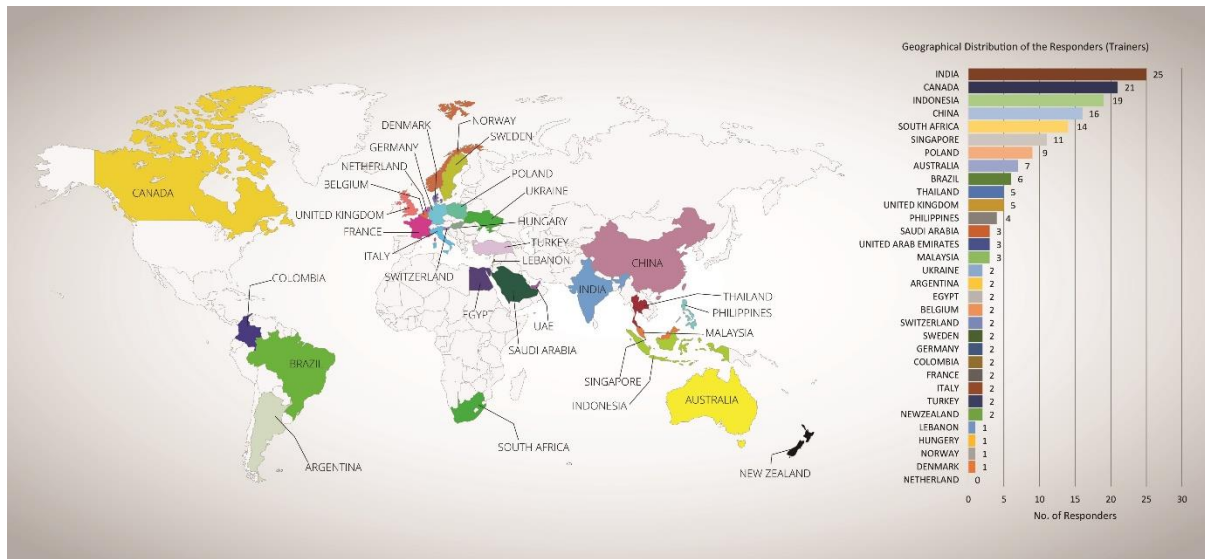 NORWAY
DENMARK
SWEDEN
GERMANY
NETHERLAND
POLAND
BELGIUM
UKRAINE
CANADA
UNITED KINGDOM
HUNGARY
FRANCE
TURKEY
ITALY
LEBANON
CHINA
SWITZERLAND
COLOMBIA
INDIA
THAILAND
EGYPT
UAE
PHILIPPINES
MALAYSIA
SAUDI ARABIA
BRAZIL
SINGAPORE
AUSTRALIA
INDONESIA
SOUTH AFRICA
ARGENTINA
NEW ZEALAND
Geographical Distribution of the Responders (Trainers)
INDIA 25
CANADA 21
INDONESIA 19
CHINA 16
SOUTH AFRICA 14
SINGAPORE 11
POLAND 9
AUSTRALIA 7
BRAZIL 6
THAILAND 5
UNITED KINGDOM 5
PHILIPPINES 4
SAUDI ARABIA 3
UNITED ARAB EMIRATES 3
MALAYSIA 3
UKRAINE 2
ARGENTINA 2
EGYPT 2
BELGIUM 2
SWITZERLAND 2
SWEDEN 2
GERMANY 2
COLOMBIA 2
FRANCE 2
ITALY 2
TURKEY 2
NEWZEALAND 2
LEBANON 1
HUNGERY 1
NORWAY 1
DENMARK 1
NETHERLAND 0
0 5 10 15 20 25 30
No. of Responders